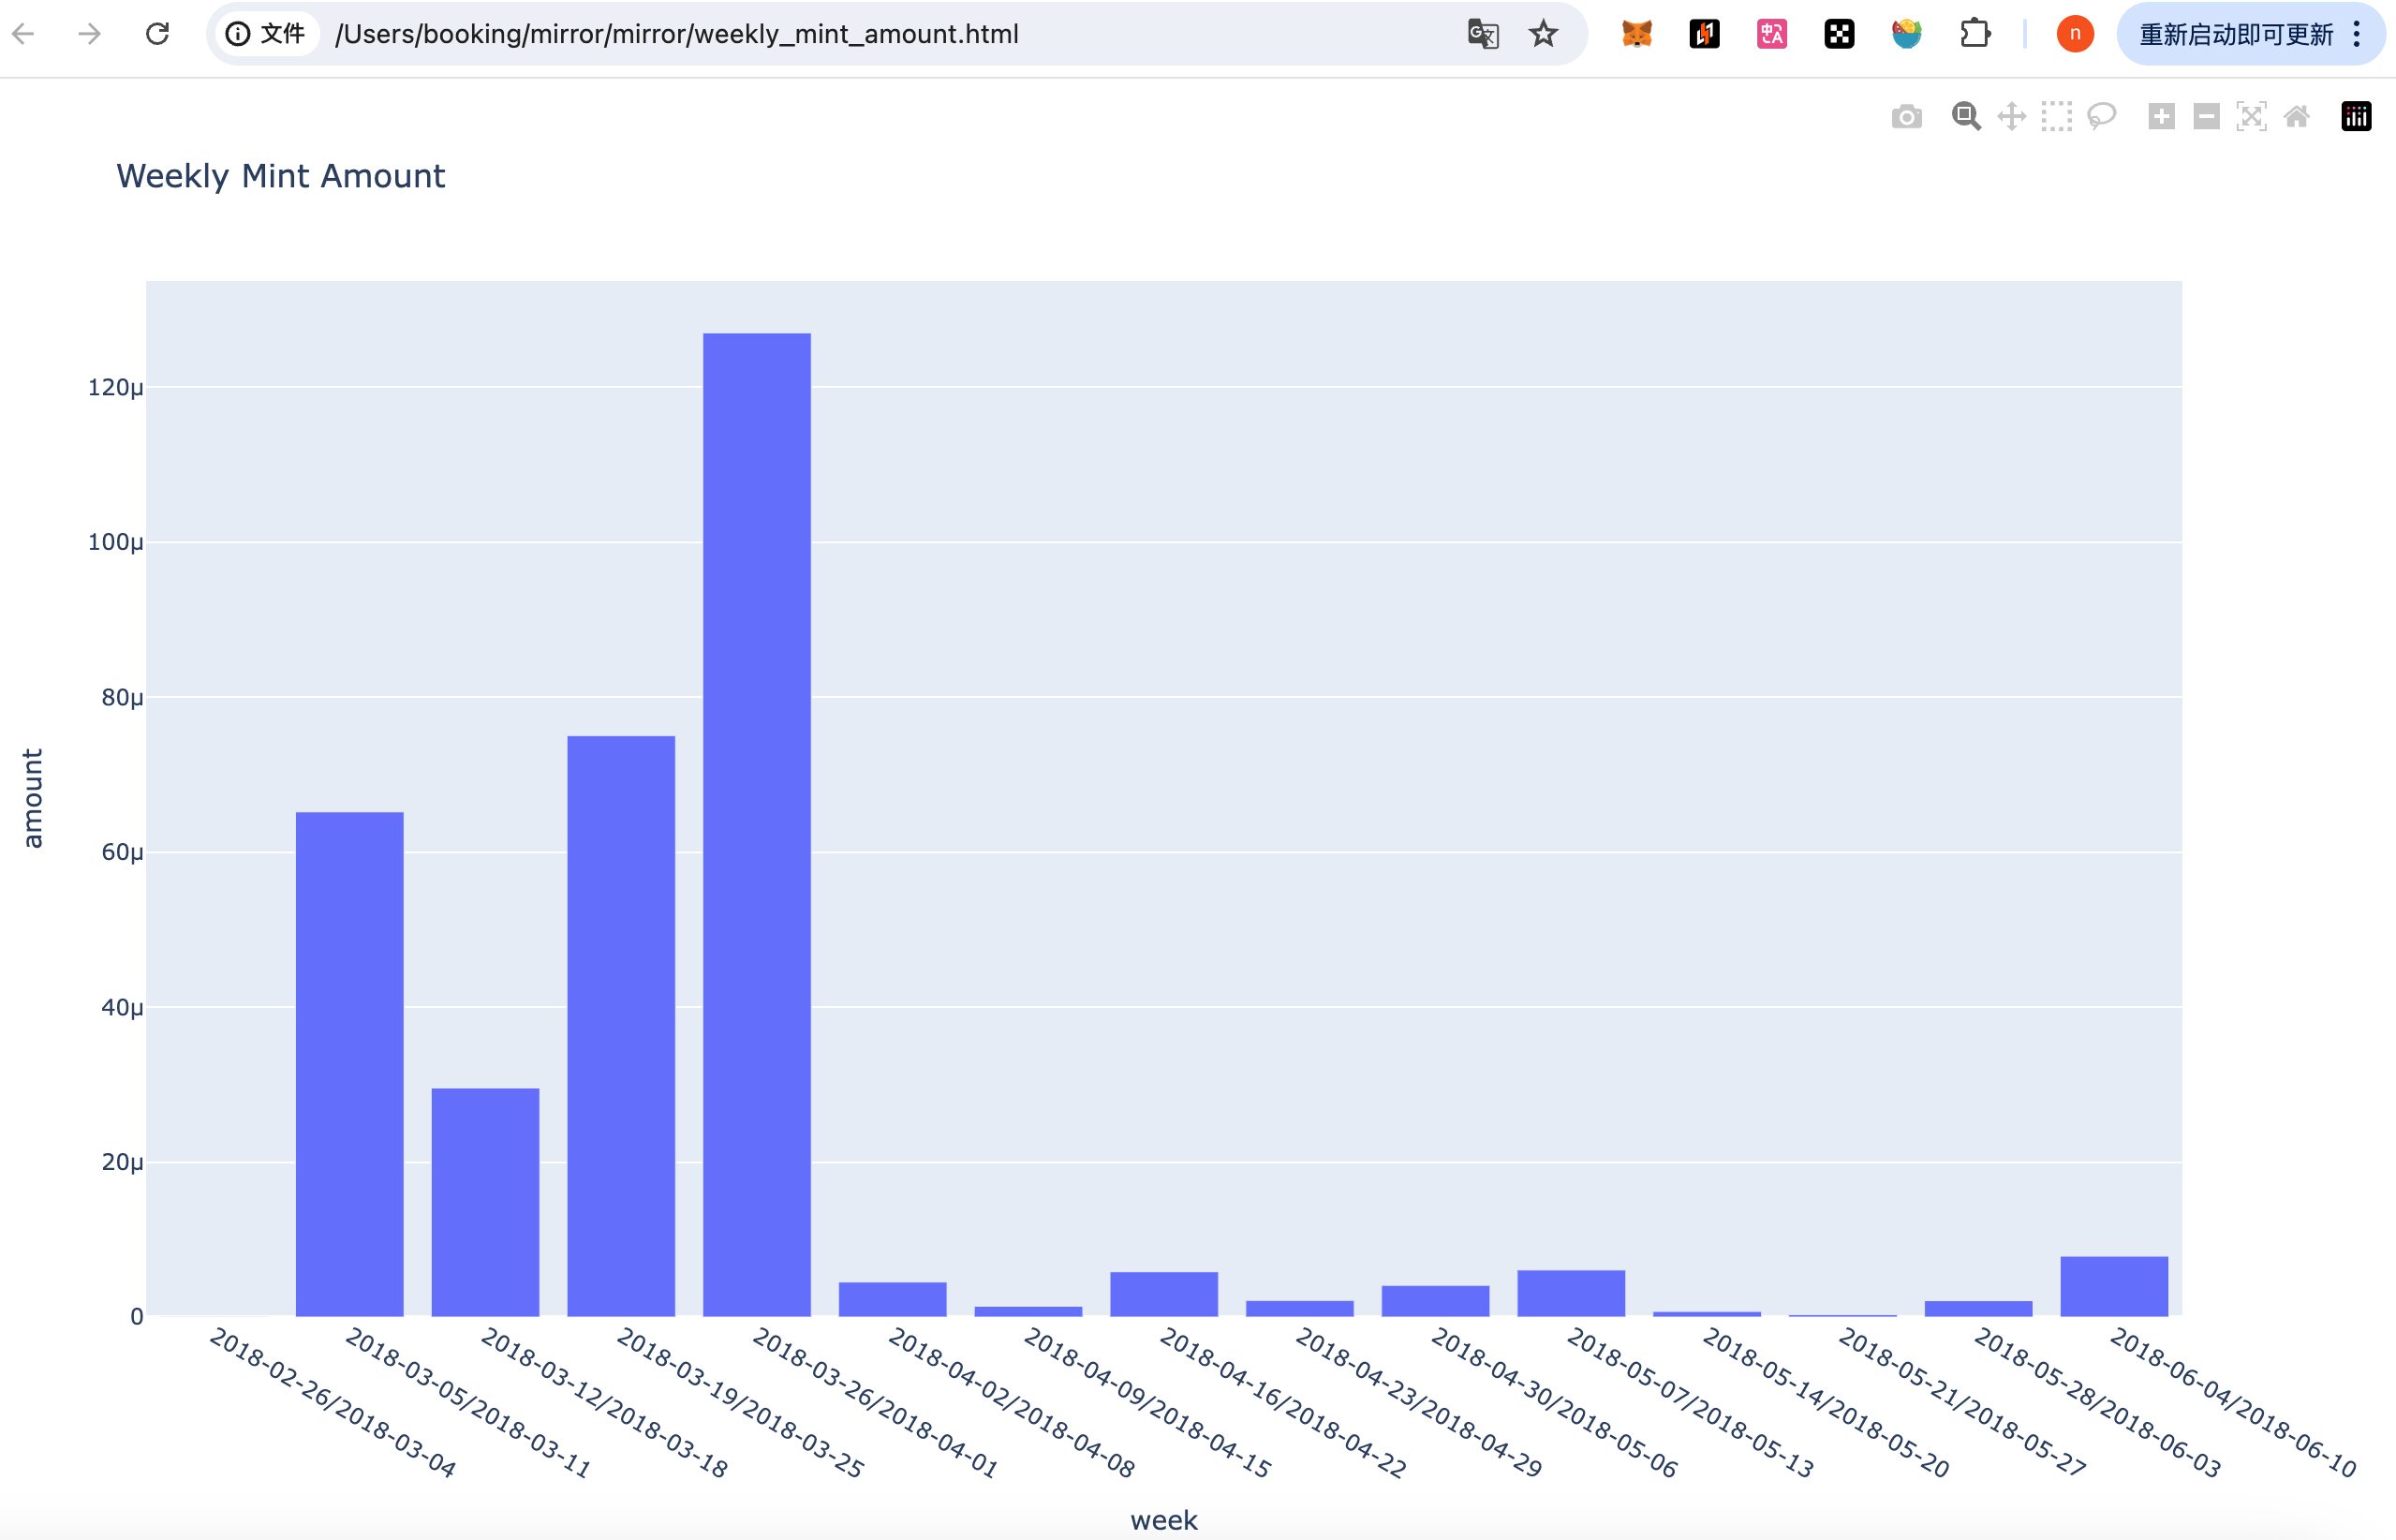 文件 /Users/booking/mirror/mirror/weekly_mint_amount.html
n
重新启动即可更新
Weekly Mint Amount
120μ
100μ
80μ
60μ
40μ
20μ
0
amount
2018-02-26/2018-03-04
2018-03-05/2018-03-11
2018-03-12/2018-03-18
2018-03-19/2018-03-25
2018-03-26/2018-04-01
2018-04-02/2018-04-08
2018-04-09/2018-04-15
2018-04-16/2018-04-22
2018-04-23/2018-04-29
2018-04-30/2018-05-06
2018-05-07/2018-05-13
2018-05-14/2018-05-20
2018-05-21/2018-05-27
2018-05-28/2018-06-03
2018-06-04/2018-06-10
week